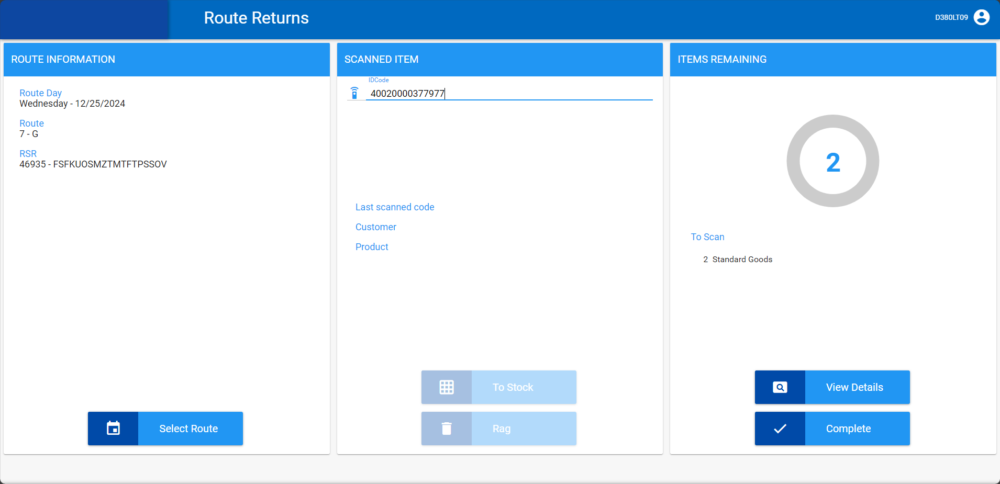 Route Returns
D380LT09
ROUTE INFORMATION
Route Day
Wednesday - 12/25/2024
Route
7 - G
RSR
46935 - FSFKUOSMZTMTFTPSSOV
Select Route
SCANNED ITEM
IDCode
40020000377977
Last scanned code
Customer
Product
To Stock
Rag
ITEMS REMAINING
2
To Scan
2 Standard Goods
View Details
Complete